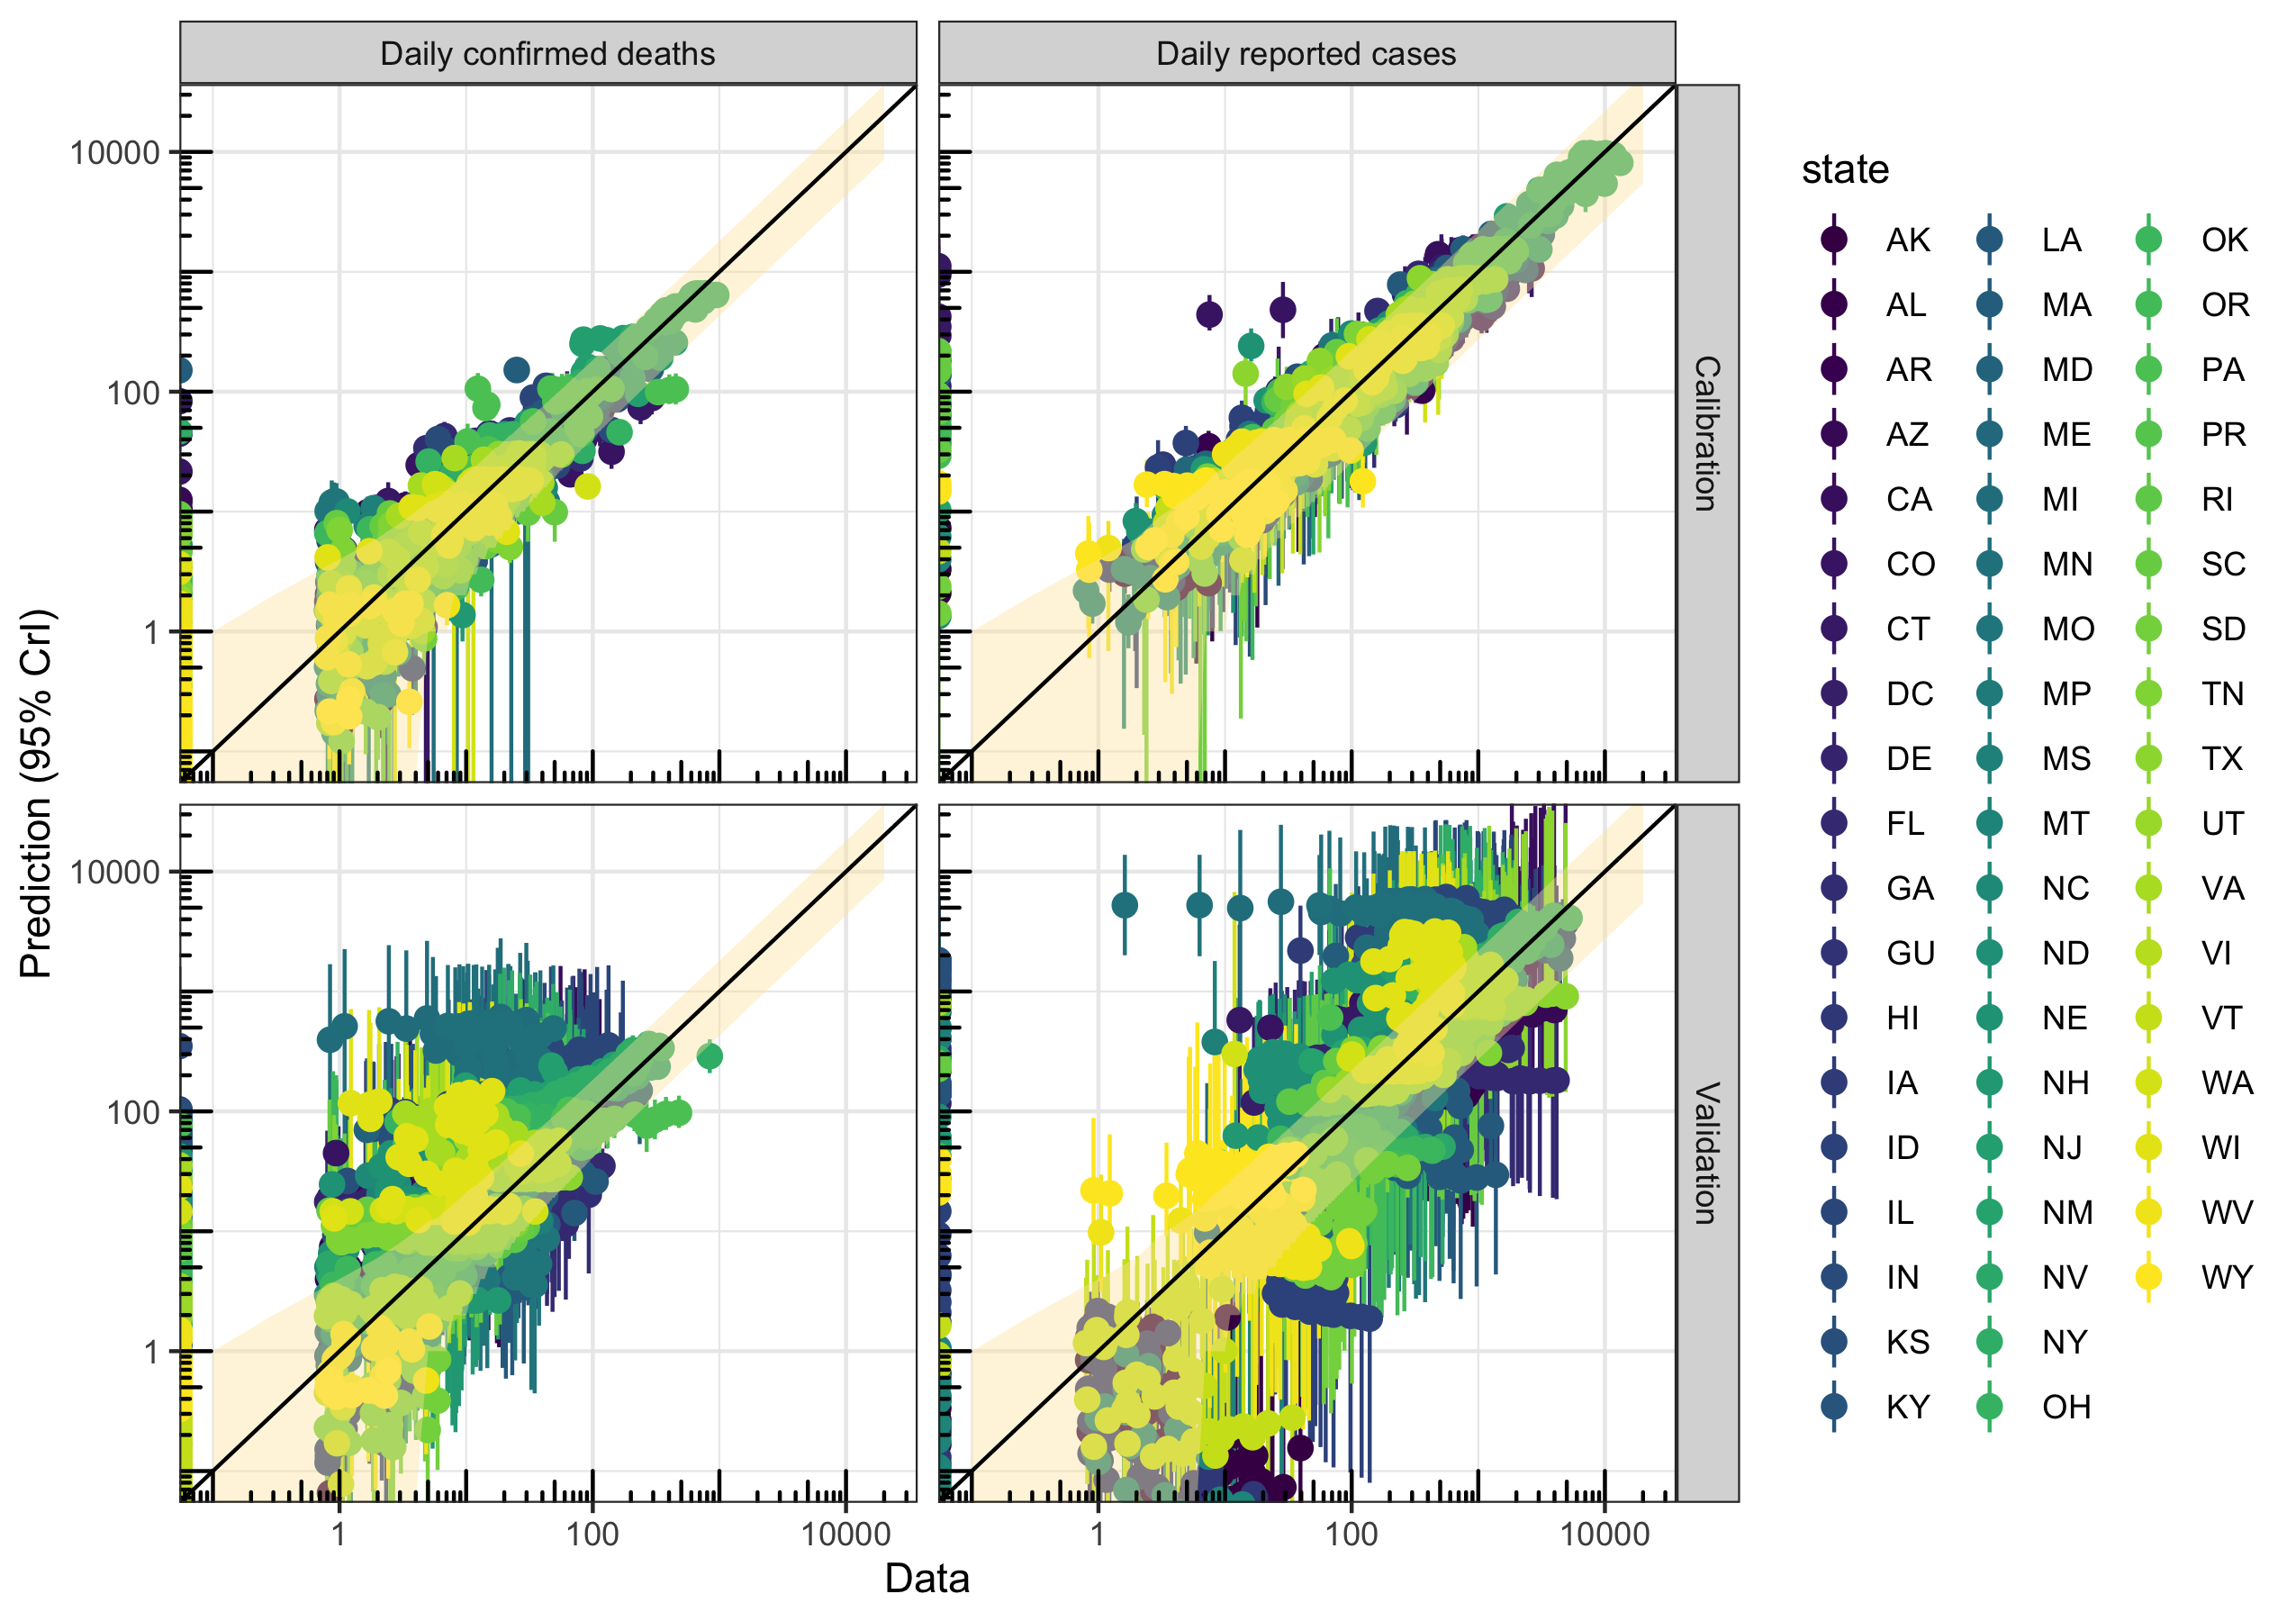 Daily confirmed deaths
Daily reported cases
Calibration
Validation
Prediction (95% CrI)
10000
100
1
10000
100
1
1
100
10000
1
100
10000
Data
state
AK
AL
AR
AZ
CA
CO
CT
DC
DE
FL
GA
GU
HI
IA
ID
IL
IN
KS
KY
LA
MA
MD
ME
MI
MN
MO
MP
MS
MT
NC
ND
NE
NH
NJ
NM
NV
NY
OH
OK
OR
PA
PR
RI
SC
SD
TN
TX
UT
VA
VI
VT
WA
WI
WV
WY